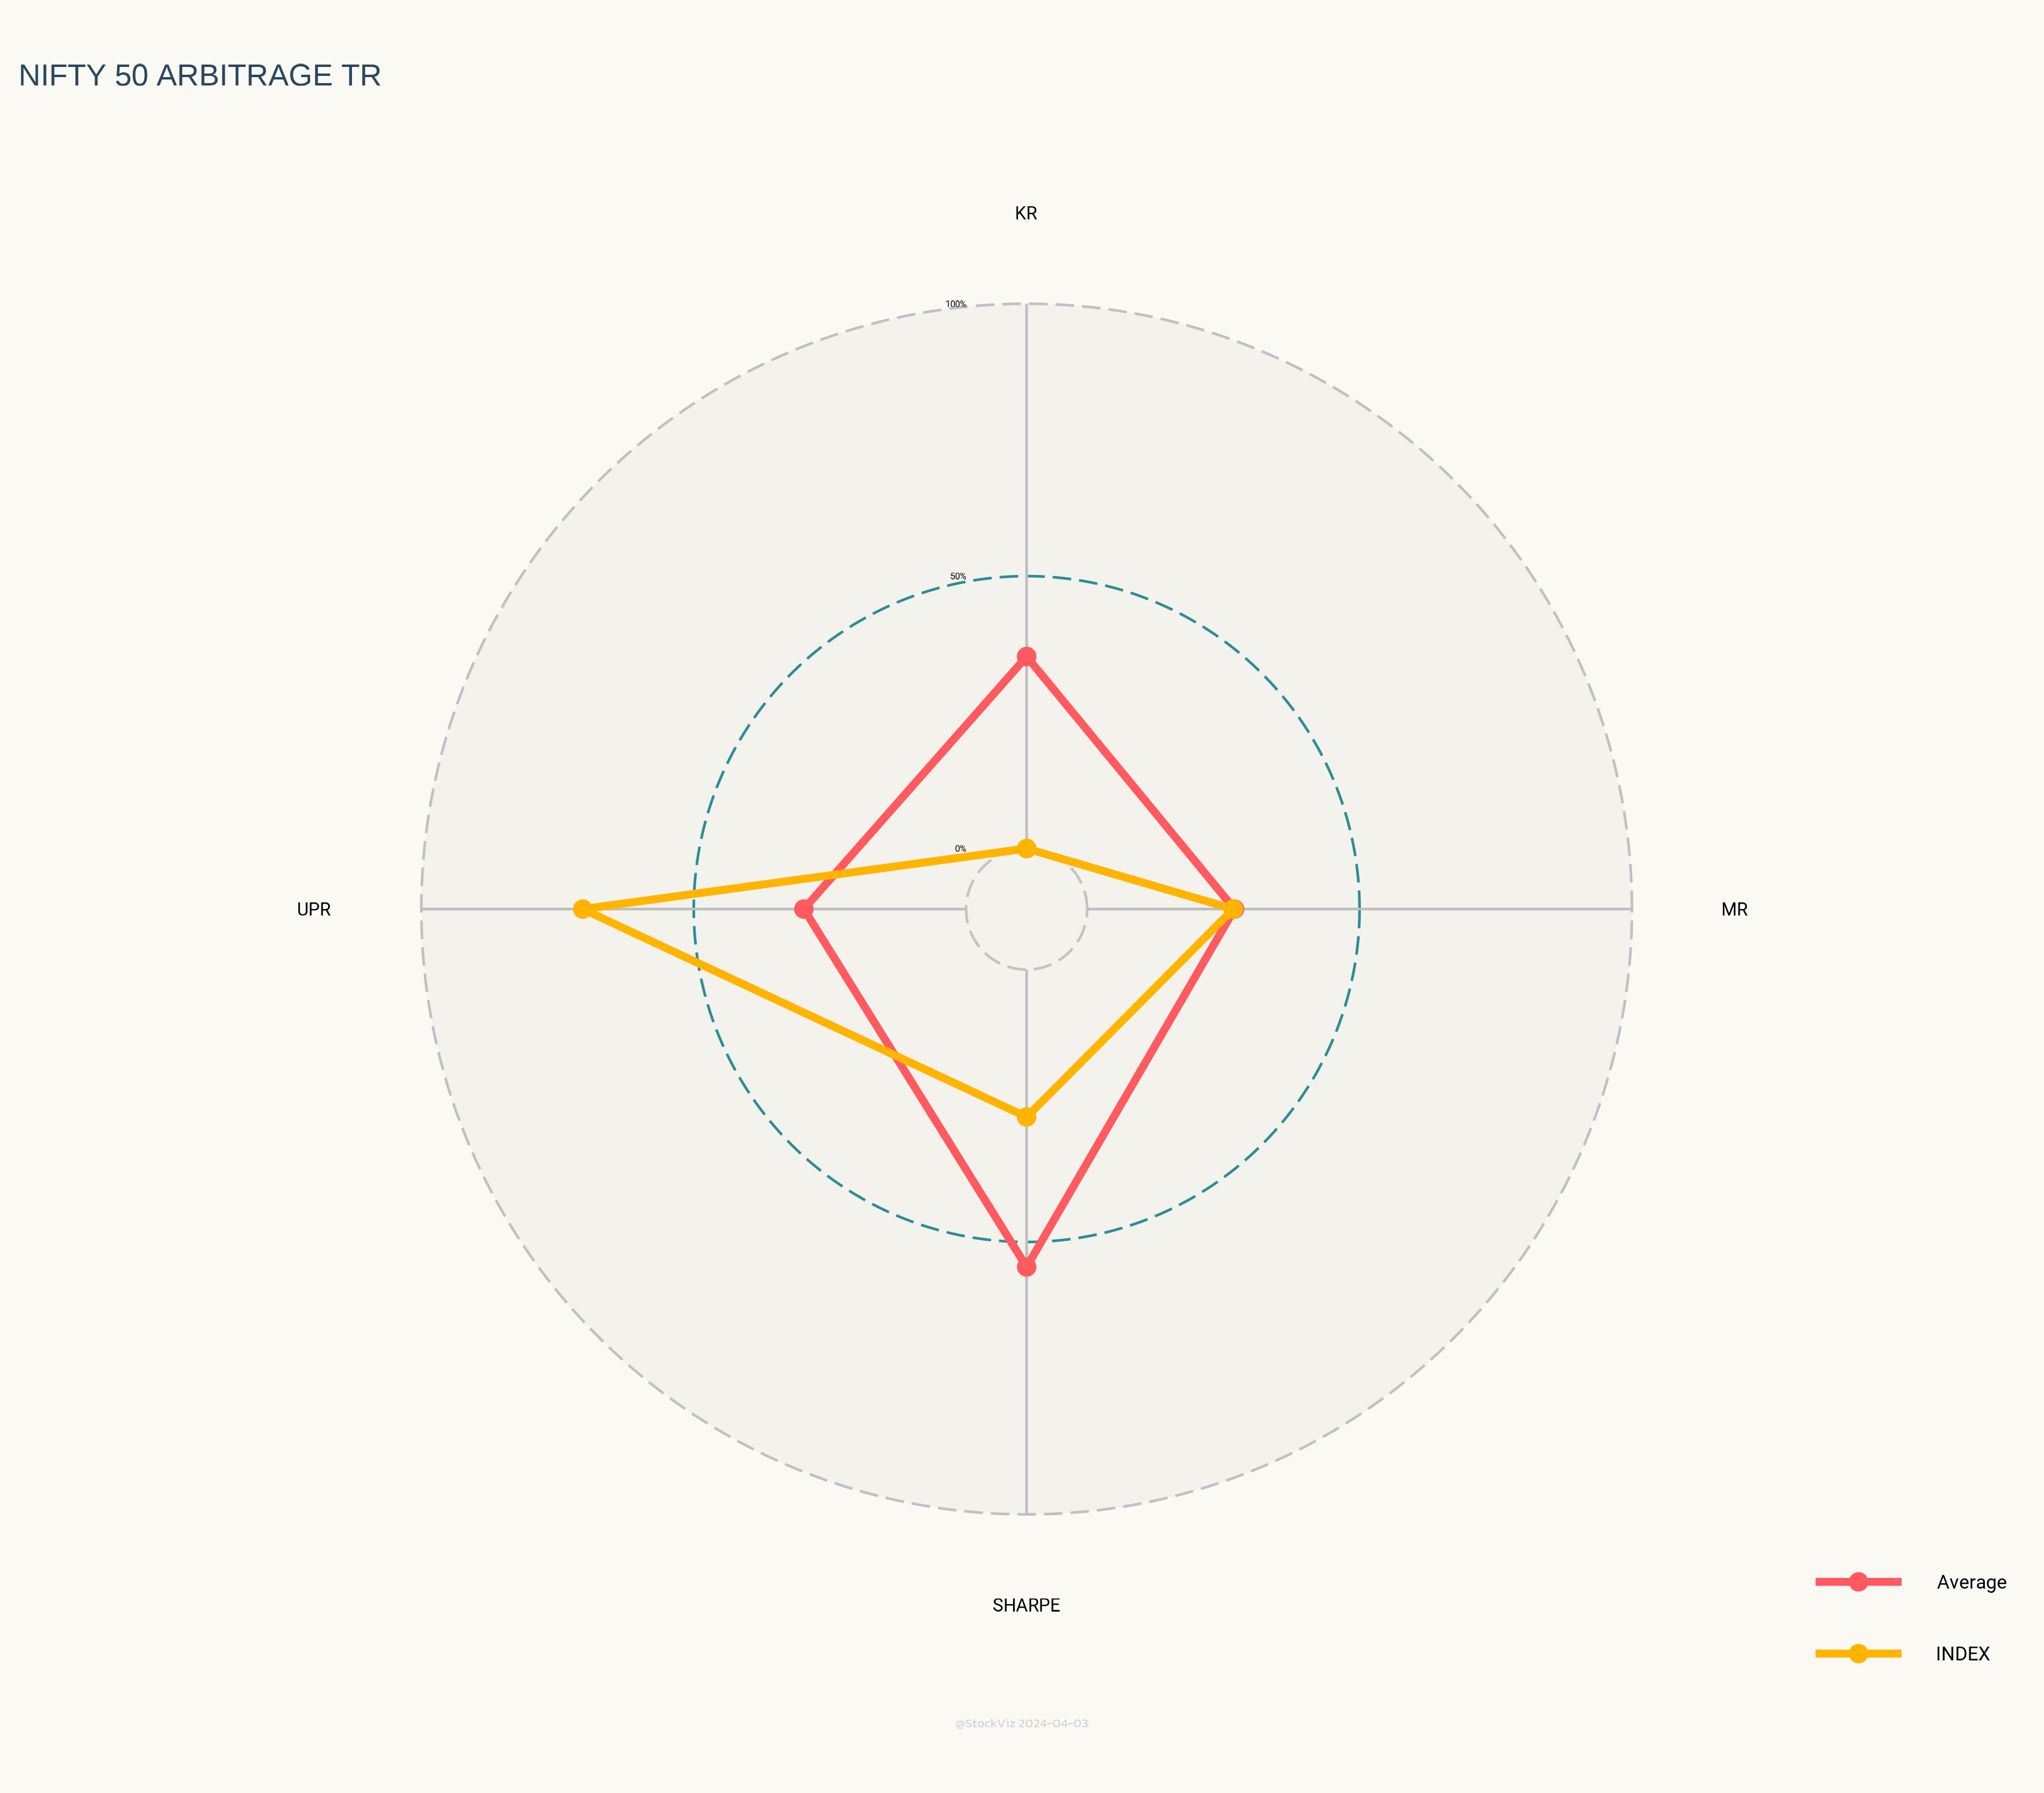 NIFTY 50 ARBITRAGE TR
KR
100%
50%
0%
UPR
MR
SHARPE
Average
INDEX
@StockViz 2024-04-03